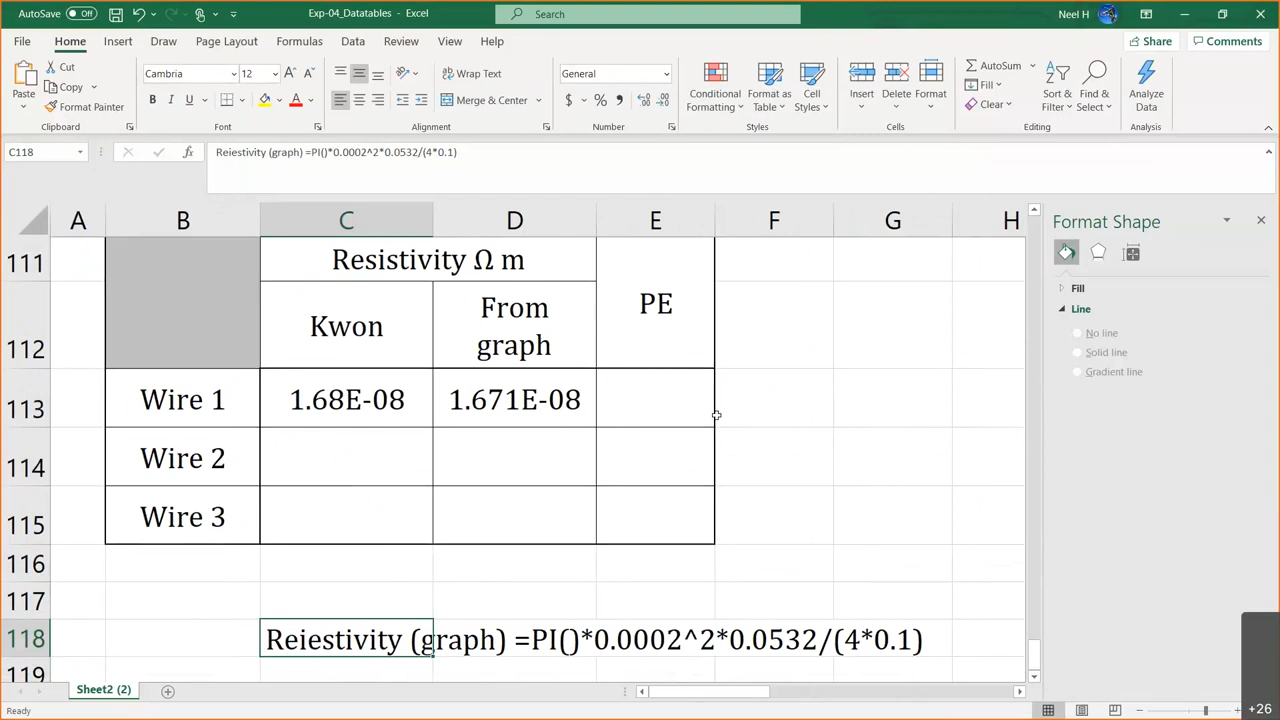 AutoSave Off Exp-04_Datatables - Excel Search Neel H
File Home Insert Draw Page Layout Formulas Data Review View Help Share Comments
Paste Cut Copy Format Painter Clipboard
Cambria 12 B I U A Font
Wrap Text Merge & Center Alignment
General $ % Number
Conditional Formatting Format as Table Cell Styles Styles
Insert Delete Format Cells
AutoSum Fill Clear Sort & Filter Find & Select Editing
Analyze Data Analysis
C118 fx Reiestivity (graph) =PI()*0.0002^2*0.0532/(4*0.1)
A B C D E F G H
111 Resistivity Ω m PE
112 Kwon From graph
113 Wire 1 1.68E-08 1.671E-08
114 Wire 2
115 Wire 3
116
117
118 Reiestivity (graph) =PI()*0.0002^2*0.0532/(4*0.1)
119
Format Shape
Fill
Line
No line
Solid line
Gradient line
Sheet2 (2)
Ready
+26